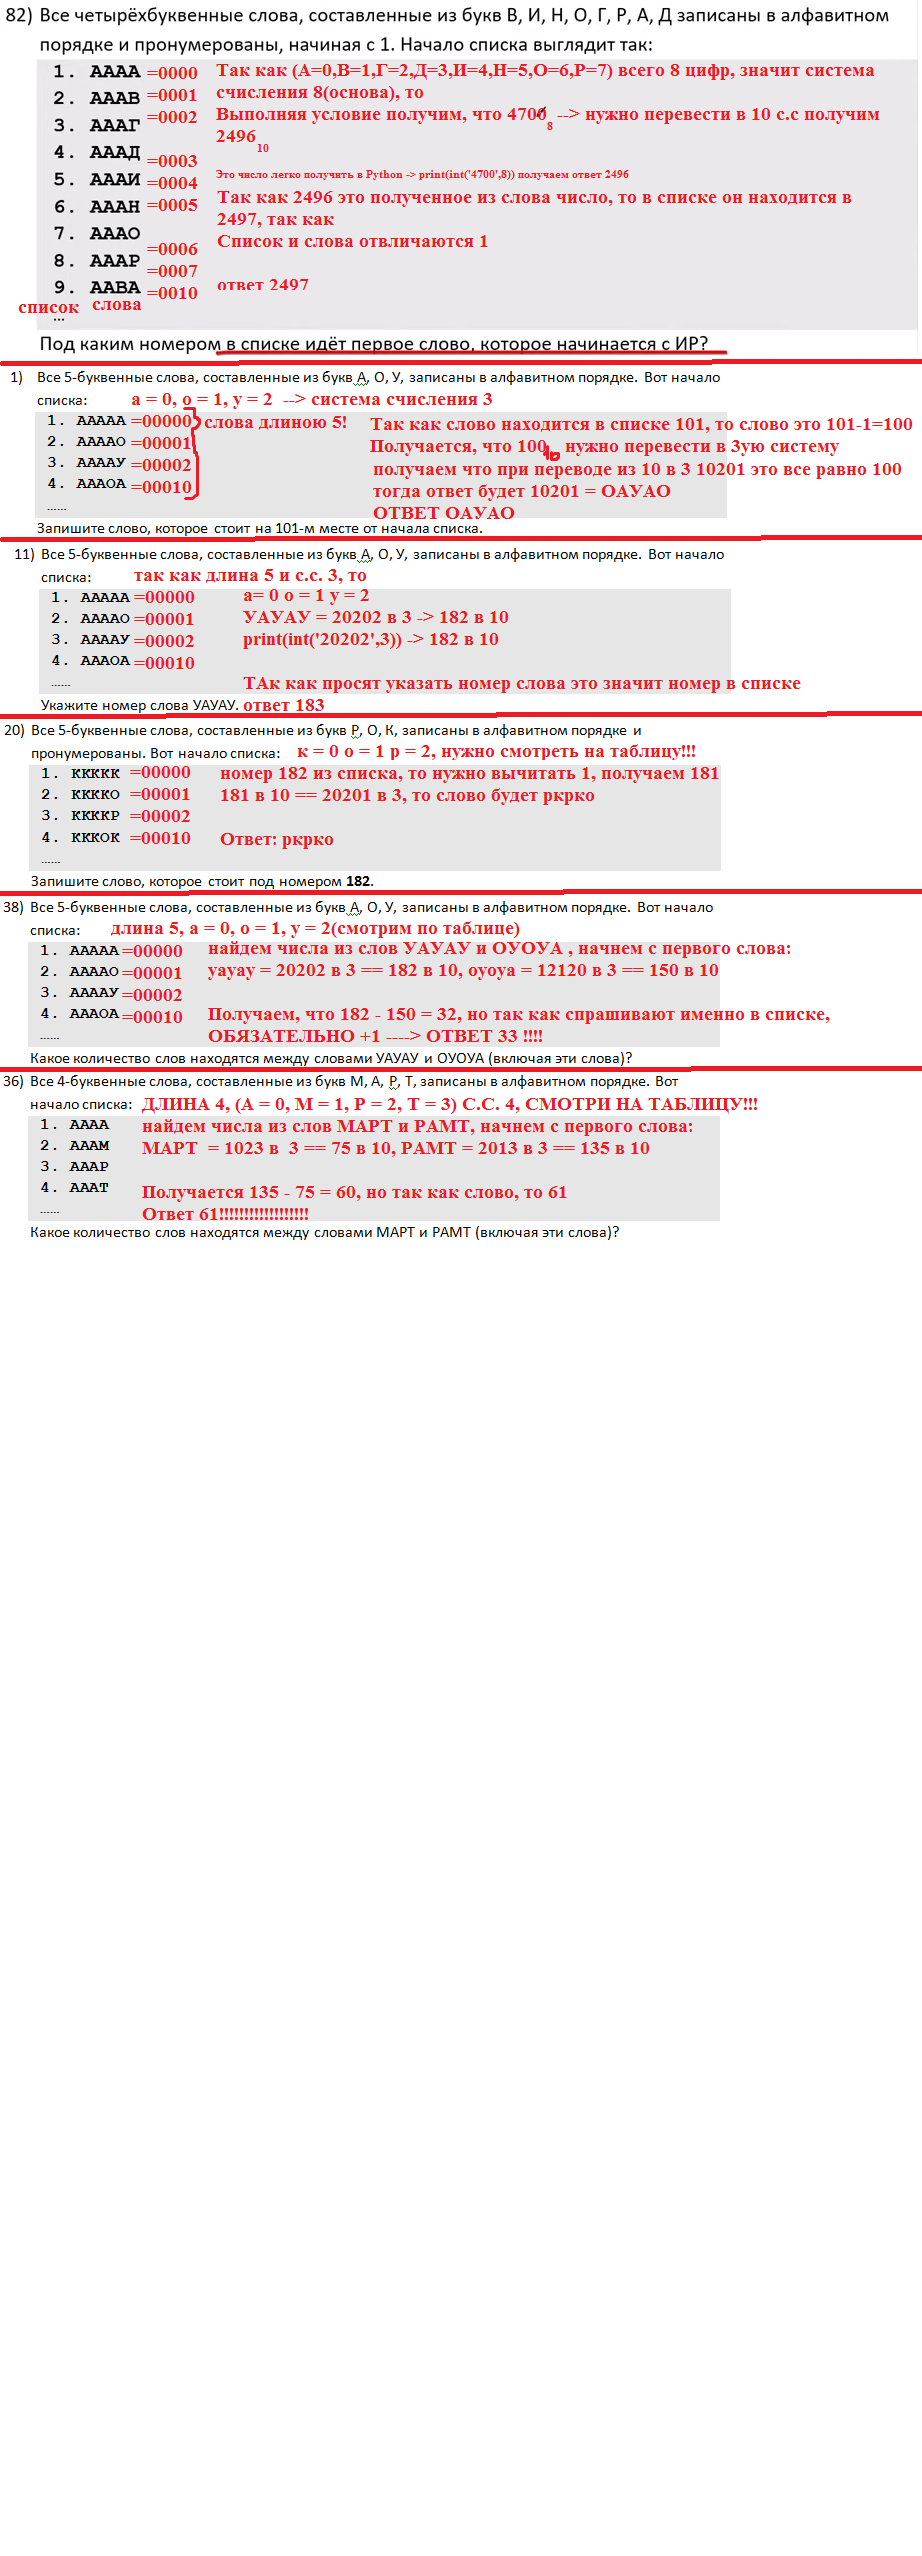 82) Все четырёхбуквенные слова, составленные из букв В, И, Н, О, Г, Р, А, Д записаны в алфавитном
порядке и пронумерованы, начиная с 1. Начало списка выглядит так:
1. АААА =0000 Так как (А=0,В=1,Г=2,Д=3,И=4,Н=5,О=6,Р=7) всего 8 цифр, значит система
2. АААВ =0001 счисления 8(основа), то
3. АААГ =0002 Выполняя условие получим, что 4700 8 --> нужно перевести в 10 с.с получим
4. АААД =0003 2496 10
5. АААИ =0004 Это число легко получить в Python -> print(int('4700',8)) получаем ответ 2496
6. АААН =0005 Так как 2496 это полученное из слова число, то в списке он находится в
7. АААО =0006 2497, так как
8. АААР =0007 Список и слова отвличаются 1
9. ААВА =0010 ответ 2497
список слова
...
Под каким номером в списке идёт первое слово, которое начинается с ИР?
1) Все 5-буквенные слова, составленные из букв А, О, У, записаны в алфавитном порядке. Вот начало
списка: а = 0, о = 1, у = 2 --> система счисления 3
1. ААААА =00000 слова длиною 5! Так как слово находится в списке 101, то слово это 101-1=100
2. ААААО =00001 Получается, что 100 10 нужно перевести в 3ую систему
3. ААААУ =00002 получаем что при переводе из 10 в 3 10201 это все равно 100
4. АААОА =00010 тогда ответ будет 10201 = ОАУАО
...... ОТВЕТ ОАУАО
Запишите слово, которое стоит на 101-м месте от начала списка.
11) Все 5-буквенные слова, составленные из букв А, О, У, записаны в алфавитном порядке. Вот начало
списка: так как длина 5 и с.с. 3, то
1. ААААА =00000 а= 0 о = 1 у = 2
2. ААААО =00001 УАУАУ = 20202 в 3 -> 182 в 10
3. ААААУ =00002 print(int('20202',3)) -> 182 в 10
4. АААОА =00010
...... ТАк как просят указать номер слова это значит номер в списке
Укажите номер слова УАУАУ. ответ 183
20) Все 5-буквенные слова, составленные из букв Р, О, К, записаны в алфавитном порядке и
пронумерованы. Вот начало списка: к = 0 о = 1 р = 2, нужно смотреть на таблицу!!!
1. ККККК =00000 номер 182 из списка, то нужно вычитать 1, получаем 181
2. ККККО =00001 181 в 10 == 20201 в 3, то слово будет ркрко
3. ККККР =00002
4. КККОК =00010 Ответ: ркрко
......
Запишите слово, которое стоит под номером 182.
38) Все 5-буквенные слова, составленные из букв А, О, У, записаны в алфавитном порядке. Вот начало
списка: длина 5, а = 0, о = 1, у = 2(смотрим по таблице)
1. ААААА =00000 найдем числа из слов УАУАУ и ОУОУА , начнем с первого слова:
2. ААААО =00001 уауау = 20202 в 3 == 182 в 10, оуоуа = 12120 в 3 == 150 в 10
3. ААААУ =00002
4. АААОА =00010 Получаем, что 182 - 150 = 32, но так как спрашивают именно в списке,
...... ОБЯЗАТЕЛЬНО +1 ----> ОТВЕТ 33 !!!!
Какое количество слов находятся между словами УАУАУ и ОУОУА (включая эти слова)?
36) Все 4-буквенные слова, составленные из букв М, А, Р, Т, записаны в алфавитном порядке. Вот
начало списка: ДЛИНА 4, (А = 0, М = 1, Р = 2, Т = 3) С.С. 4, СМОТРИ НА ТАБЛИЦУ!!!
1. АААА найдем числа из слов МАРТ и РАМТ, начнем с первого слова:
2. АААМ МАРТ = 1023 в 3 == 75 в 10, РАМТ = 2013 в 3 == 135 в 10
3. АААР
4. АААТ Получается 135 - 75 = 60, но так как слово, то 61
...... Ответ 61!!!!!!!!!!!!!!!!!!
Какое количество слов находятся между словами МАРТ и РАМТ (включая эти слова)?